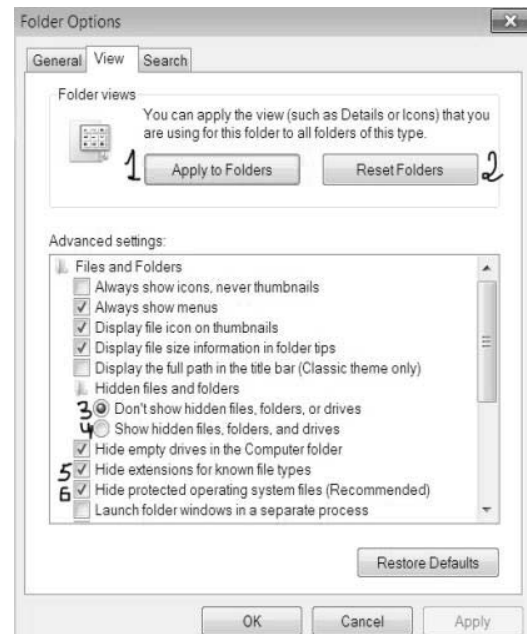 Folder Options
General View Search
Folder views
You can apply the view (such as Details or Icons) that you
are using for this folder to all folders of this type.
1 Apply to Folders Reset Folders 2
Advanced settings:
Files and Folders
Always show icons, never thumbnails
Always show menus
Display file icon on thumbnails
Display file size information in folder tips
Display the full path in the title bar (Classic theme only)
Hidden files and folders
3 Don't show hidden files, folders, or drives
4 Show hidden files, folders, and drives
Hide empty drives in the Computer folder
5 Hide extensions for known file types
6 Hide protected operating system files (Recommended)
Launch folder windows in a separate process
Restore Defaults
OK Cancel Apply